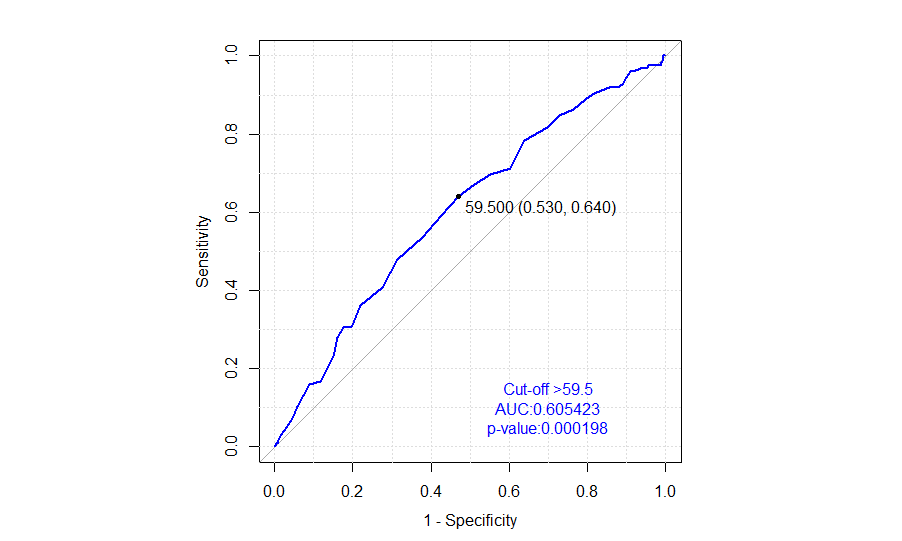 1.0
0.8
0.6
0.4
0.2
0.0
Sensitivity
59.500 (0.530, 0.640)
Cut-off >59.5
AUC:0.605423
p-value:0.000198
0.0 0.2 0.4 0.6 0.8 1.0
1 - Specificity